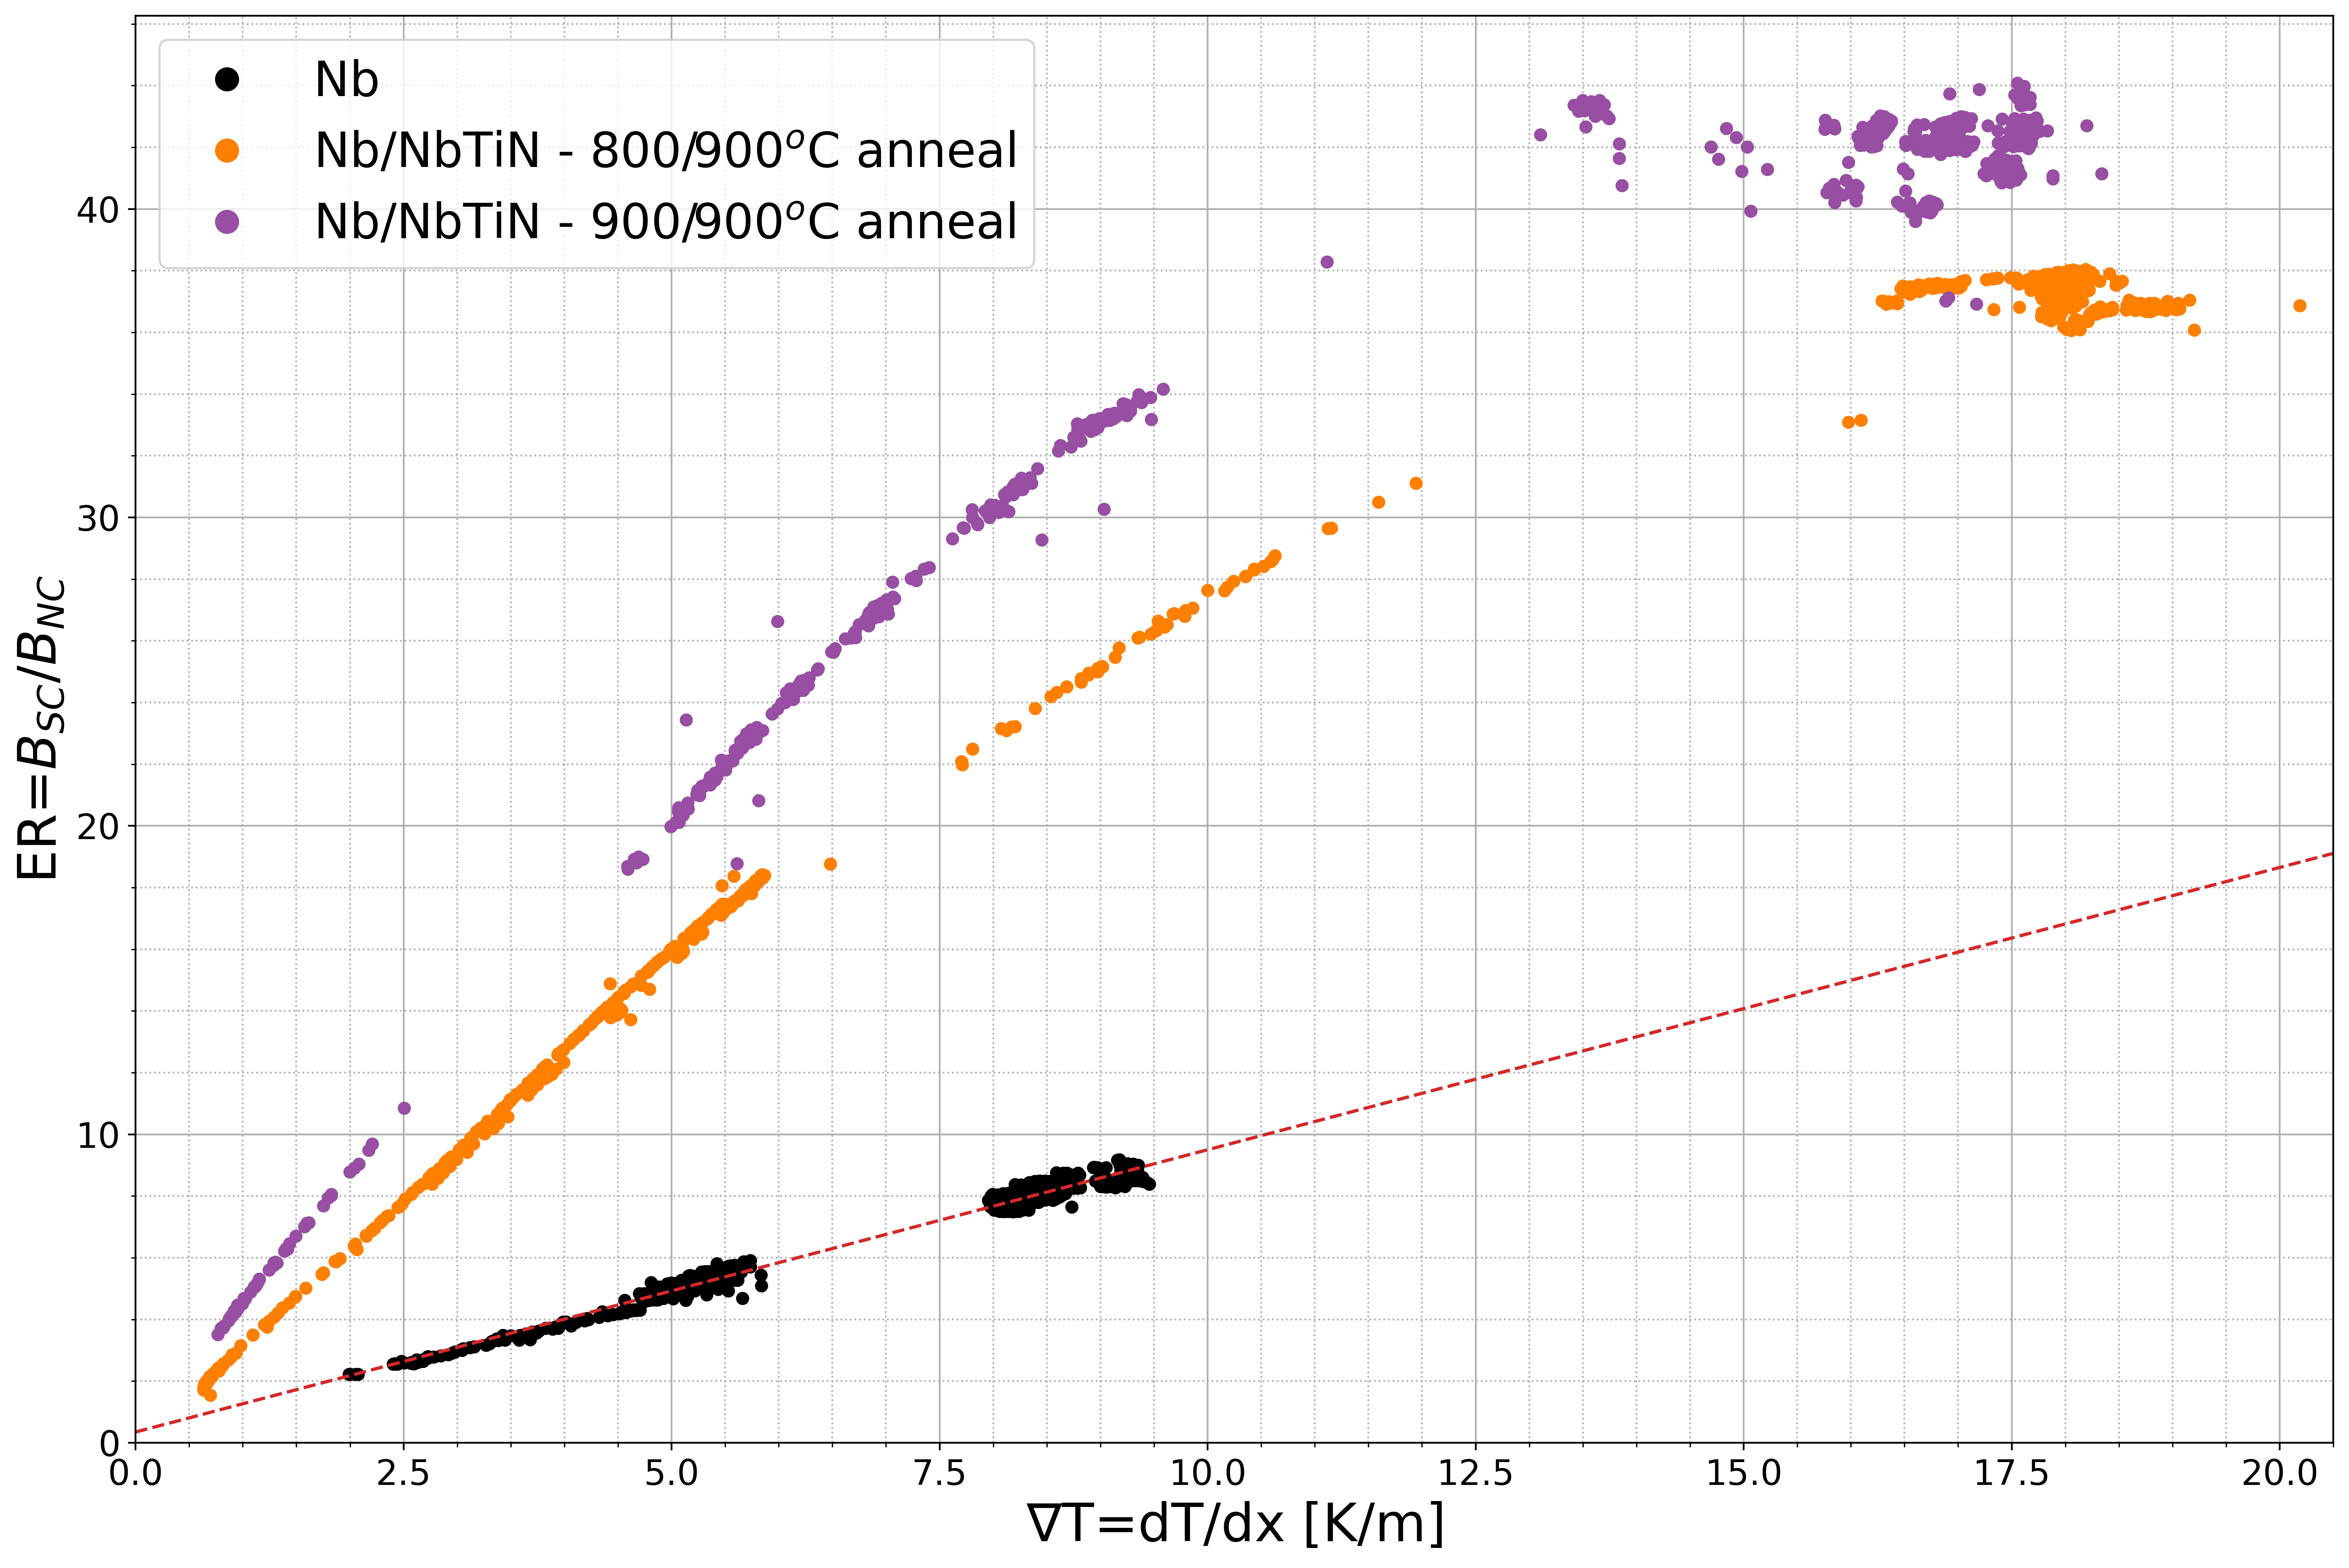 Nb
Nb/NbTiN - 800/900°C anneal
Nb/NbTiN - 900/900°C anneal
40
30
20
10
0
ER=B_SC/B_NC
0.0 2.5 5.0 7.5 10.0 12.5 15.0 17.5 20.0
∇T=dT/dx [K/m]